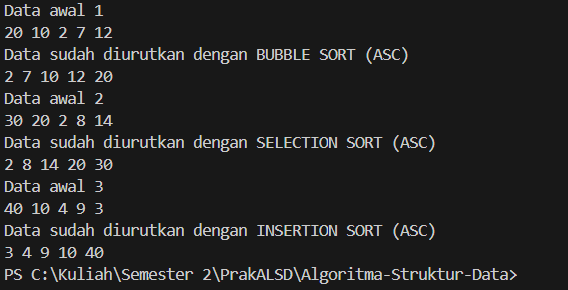 Data awal 1
20 10 2 7 12
Data sudah diurutkan dengan BUBBLE SORT (ASC)
2 7 10 12 20
Data awal 2
30 20 2 8 14
Data sudah diurutkan dengan SELECTION SORT (ASC)
2 8 14 20 30
Data awal 3
40 10 4 9 3
Data sudah diurutkan dengan INSERTION SORT (ASC)
3 4 9 10 40
PS C:\Kuliah\Semester 2\PrakALSD\Algoritma-Struktur-Data>